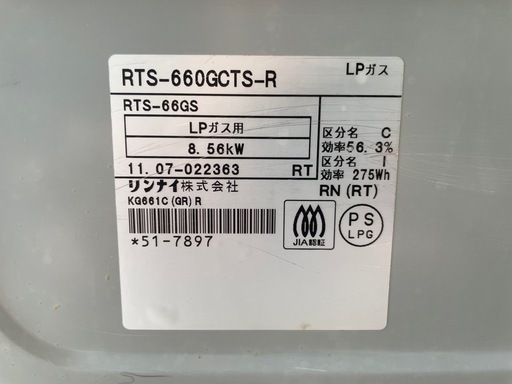 RTS-660GCTS-R LPガス
RTS-66GS
LPガス用
8.56kW
11.07-022363 RT
区分名 C
効率56.3%
区分名 I
効率 275Wh
リンナイ株式会社
RN(RT)
KG661C(GR)R
*51-7897
JIA認証
PS
LPG